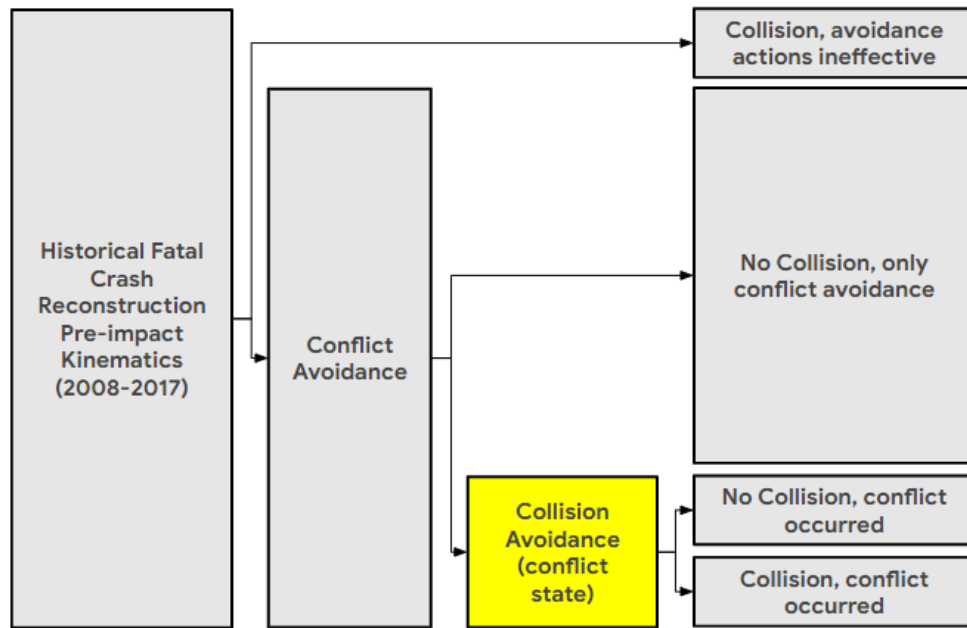 Historical Fatal
Crash
Reconstruction
Pre-impact
Kinematics
(2008-2017)
Conflict
Avoidance
Collision
Avoidance
(conflict
state)
Collision, avoidance
actions ineffective
No Collision, only
conflict avoidance
No Collision, conflict
occurred
Collision, conflict
occurred